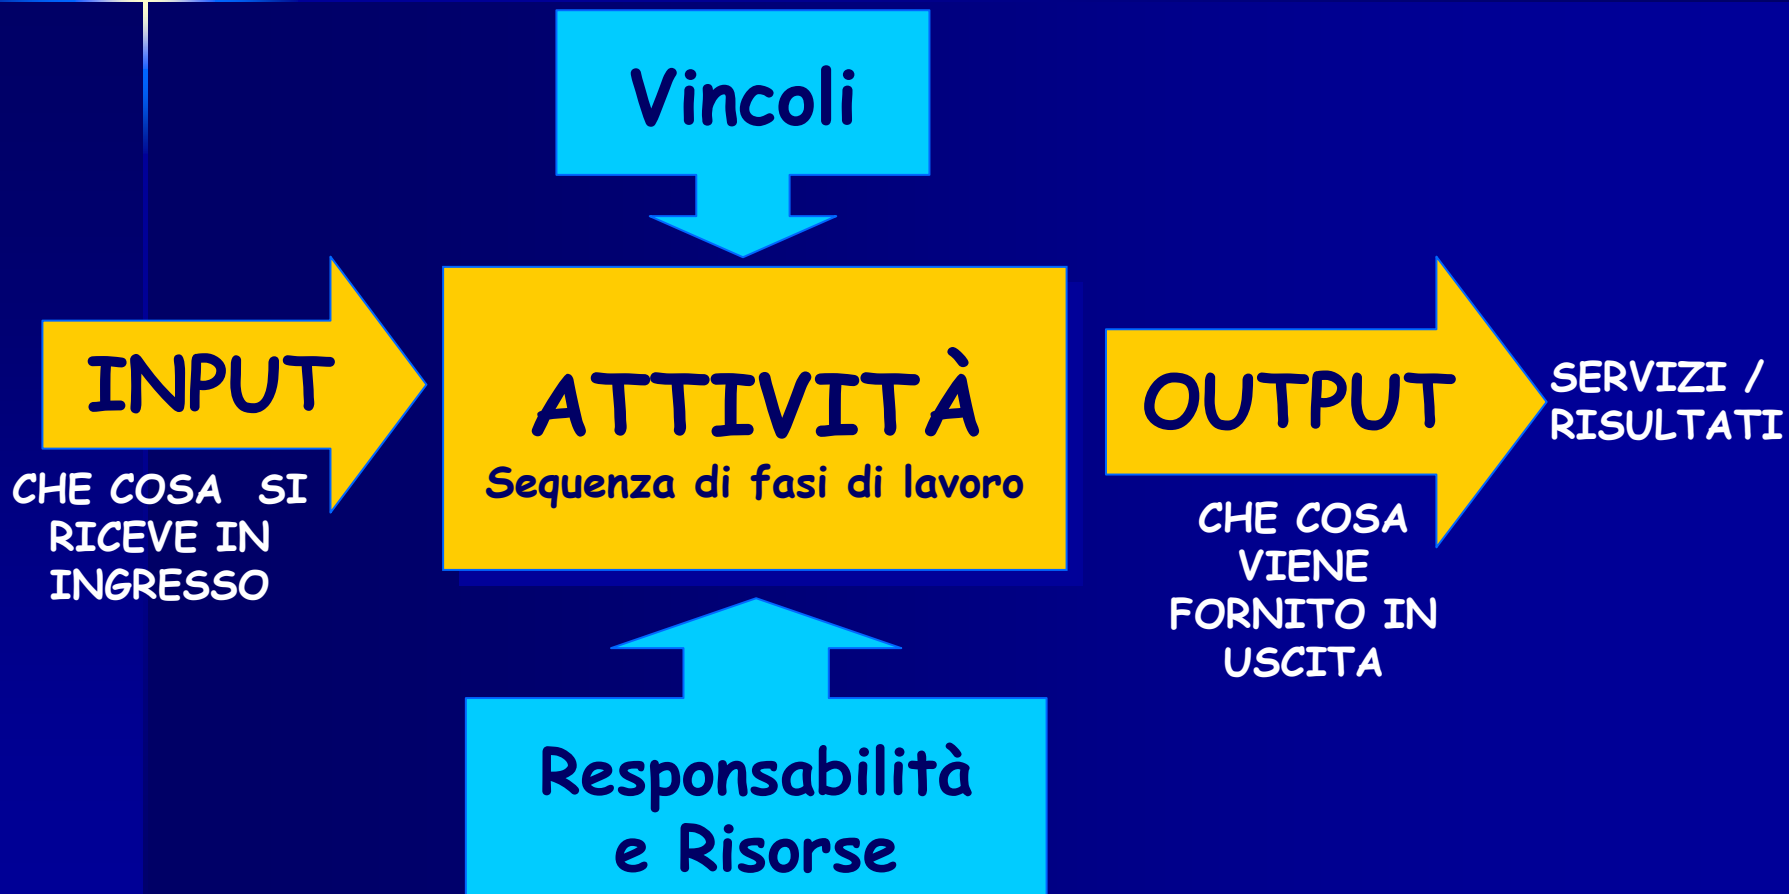 Vincoli
INPUT
CHE COSA SI
RICEVE IN
INGRESSO
ATTIVITÀ
Sequenza di fasi di lavoro
OUTPUT
SERVIZI /
RISULTATI
CHE COSA
VIENE
FORNITO IN
USCITA
Responsabilità
e Risorse